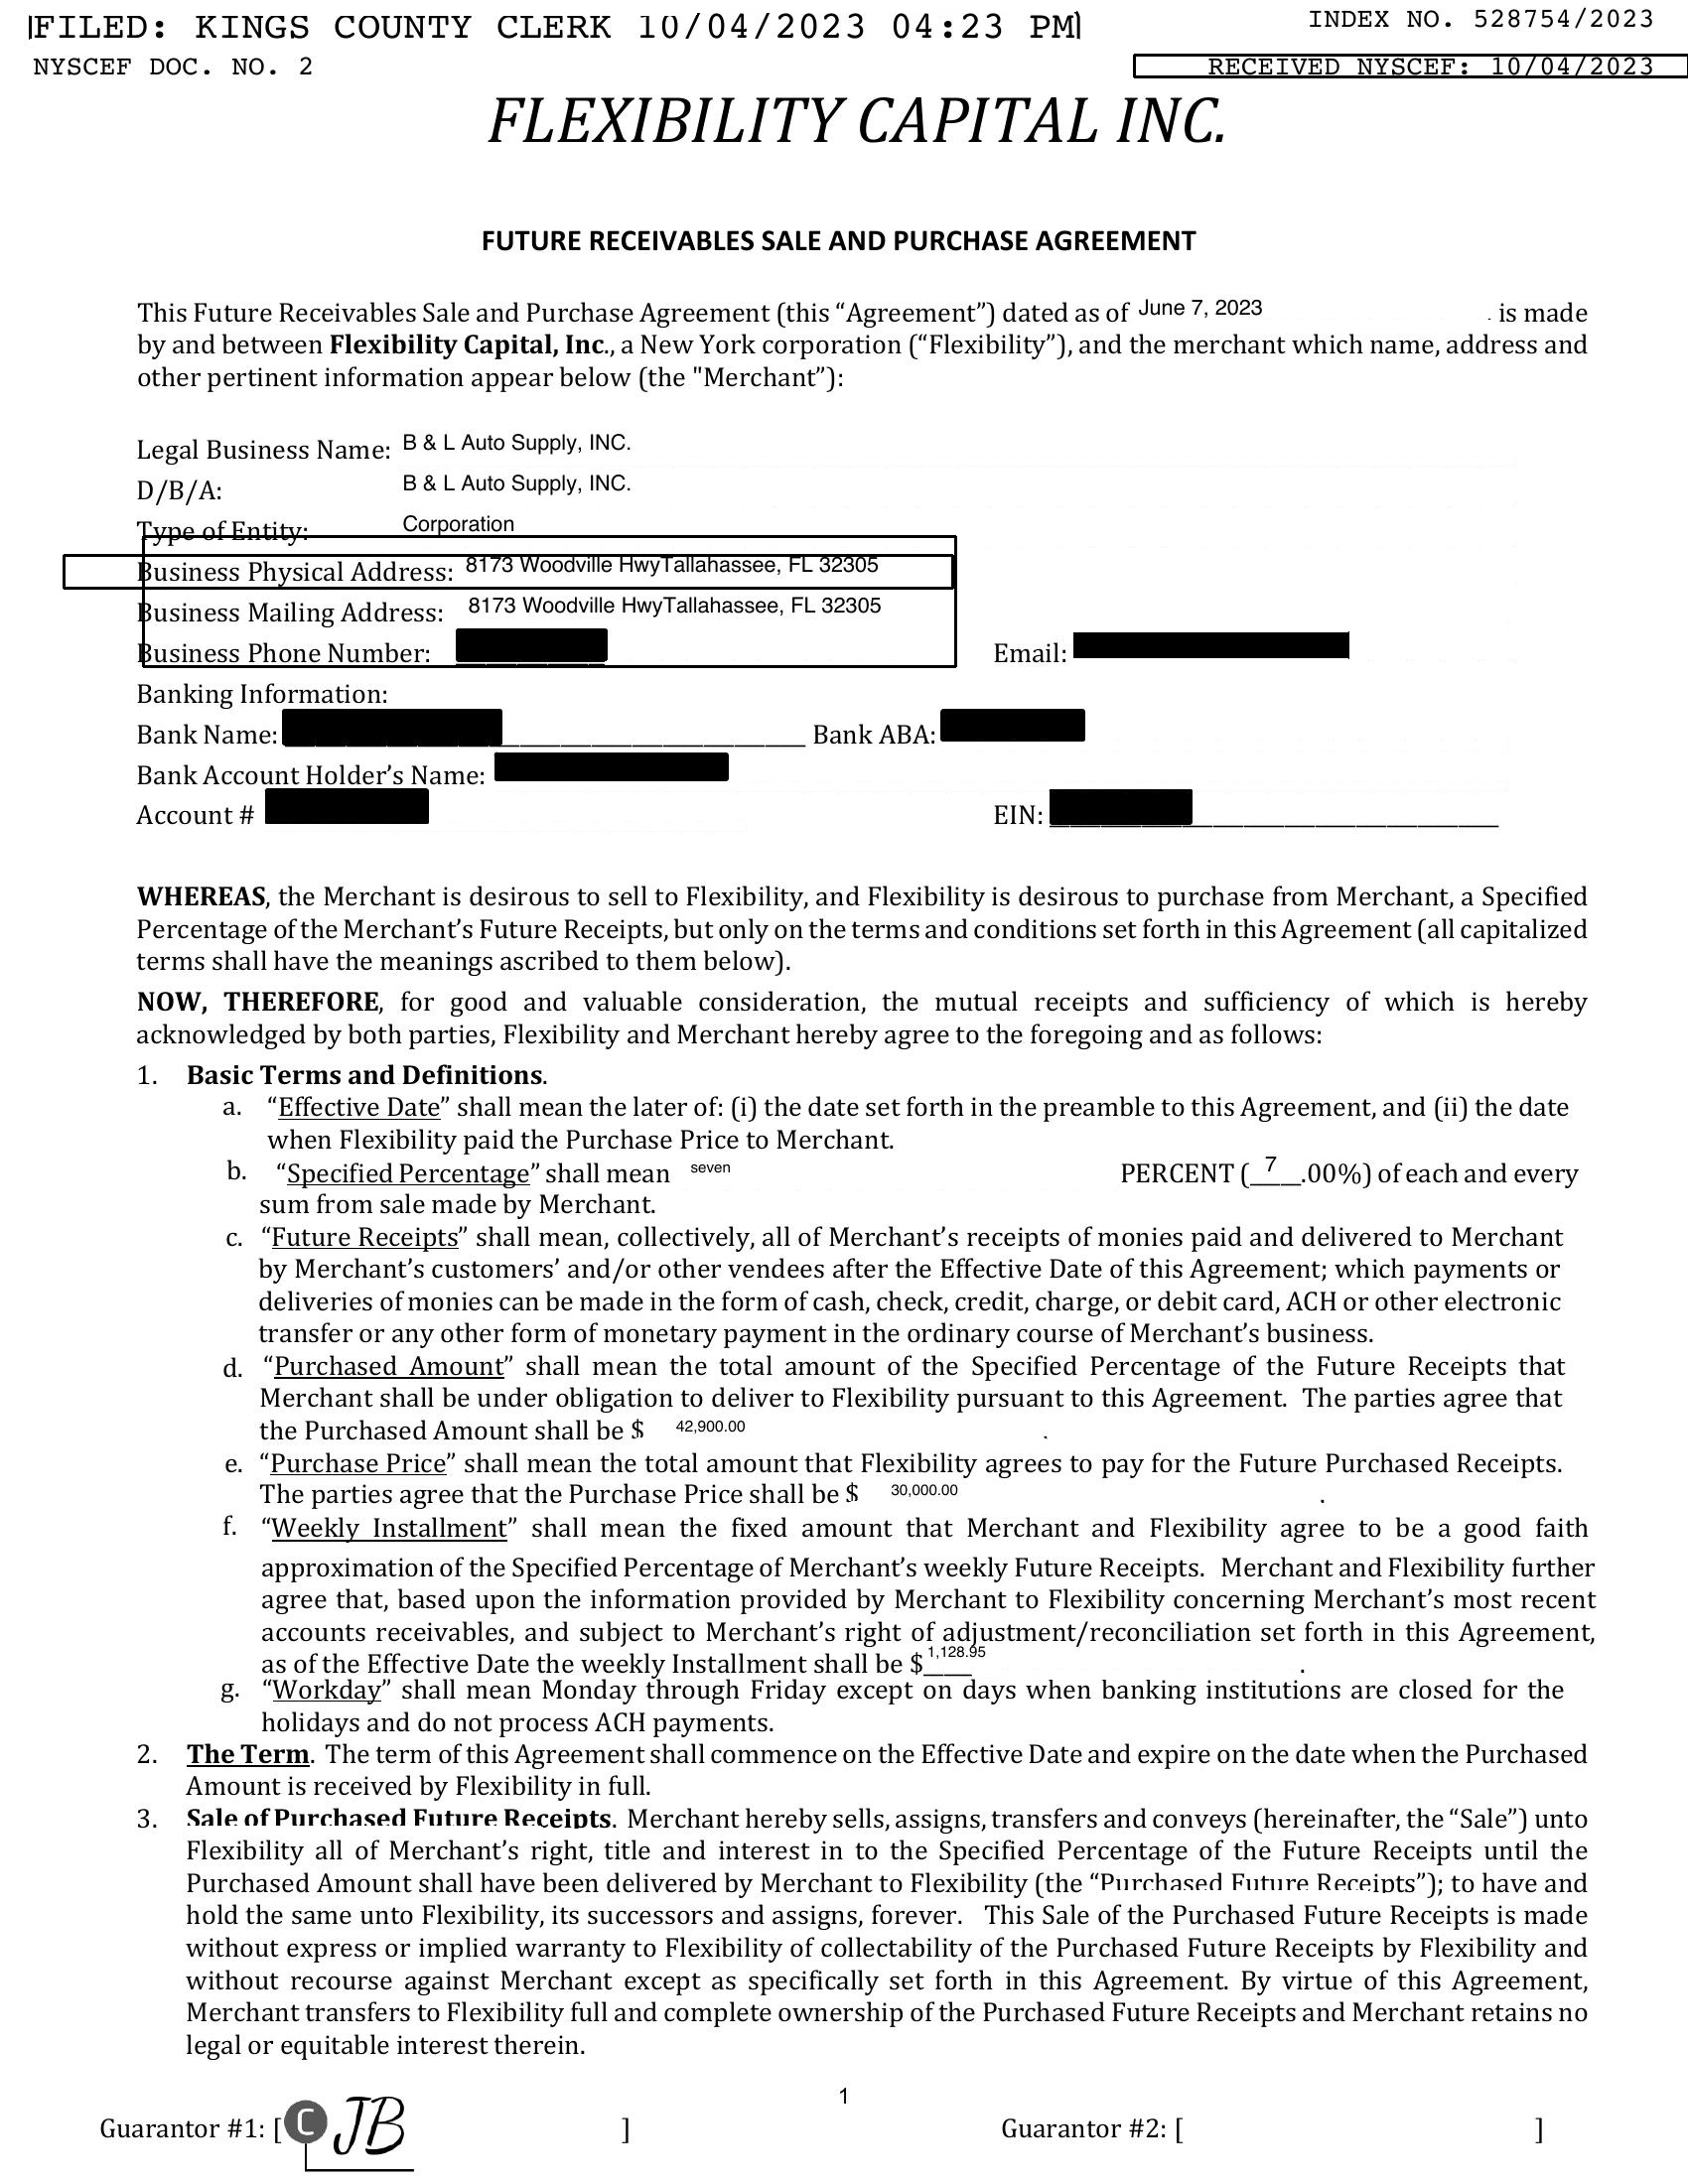 FILED: KINGS COUNTY CLERK 10/04/2023 04:23 PM
INDEX NO. 528754/2023
NYSCEF DOC. NO. 2
RECEIVED NYSCEF: 10/04/2023
FLEXIBILITY CAPITAL INC.
FUTURE RECEIVABLES SALE AND PURCHASE AGREEMENT
This Future Receivables Sale and Purchase Agreement (this “Agreement”) dated as of June 7, 2023 . is made
by and between Flexibility Capital, Inc., a New York corporation (“Flexibility”), and the merchant which name, address and
other pertinent information appear below (the "Merchant”):
Legal Business Name: B & L Auto Supply, INC.
D/B/A: B & L Auto Supply, INC.
Type of Entity: Corporation
Business Physical Address: 8173 Woodville HwyTallahassee, FL 32305
Business Mailing Address: 8173 Woodville HwyTallahassee, FL 32305
Business Phone Number: Email:
Banking Information:
Bank Name: Bank ABA:
Bank Account Holder’s Name:
Account # EIN:
WHEREAS, the Merchant is desirous to sell to Flexibility, and Flexibility is desirous to purchase from Merchant, a Specified
Percentage of the Merchant’s Future Receipts, but only on the terms and conditions set forth in this Agreement (all capitalized
terms shall have the meanings ascribed to them below).
NOW, THEREFORE, for good and valuable consideration, the mutual receipts and sufficiency of which is hereby
acknowledged by both parties, Flexibility and Merchant hereby agree to the foregoing and as follows:
1. Basic Terms and Definitions.
a. “Effective Date” shall mean the later of: (i) the date set forth in the preamble to this Agreement, and (ii) the date
when Flexibility paid the Purchase Price to Merchant.
b. “Specified Percentage” shall mean seven PERCENT (7.00%) of each and every
sum from sale made by Merchant.
c. “Future Receipts” shall mean, collectively, all of Merchant’s receipts of monies paid and delivered to Merchant
by Merchant’s customers’ and/or other vendees after the Effective Date of this Agreement; which payments or
deliveries of monies can be made in the form of cash, check, credit, charge, or debit card, ACH or other electronic
transfer or any other form of monetary payment in the ordinary course of Merchant’s business.
d. “Purchased Amount” shall mean the total amount of the Specified Percentage of the Future Receipts that
Merchant shall be under obligation to deliver to Flexibility pursuant to this Agreement. The parties agree that
the Purchased Amount shall be $ 42,900.00 .
e. “Purchase Price” shall mean the total amount that Flexibility agrees to pay for the Future Purchased Receipts.
The parties agree that the Purchase Price shall be $ 30,000.00 .
f. “Weekly Installment” shall mean the fixed amount that Merchant and Flexibility agree to be a good faith
approximation of the Specified Percentage of Merchant’s weekly Future Receipts. Merchant and Flexibility further
agree that, based upon the information provided by Merchant to Flexibility concerning Merchant’s most recent
accounts receivables, and subject to Merchant’s right of adjustment/reconciliation set forth in this Agreement,
as of the Effective Date the weekly Installment shall be $1,128.95 .
g. “Workday” shall mean Monday through Friday except on days when banking institutions are closed for the
holidays and do not process ACH payments.
2. The Term. The term of this Agreement shall commence on the Effective Date and expire on the date when the Purchased
Amount is received by Flexibility in full.
3. Sale of Purchased Future Receipts. Merchant hereby sells, assigns, transfers and conveys (hereinafter, the “Sale”) unto
Flexibility all of Merchant’s right, title and interest in to the Specified Percentage of the Future Receipts until the
Purchased Amount shall have been delivered by Merchant to Flexibility (the “Purchased Future Receipts”); to have and
hold the same unto Flexibility, its successors and assigns, forever. This Sale of the Purchased Future Receipts is made
without express or implied warranty to Flexibility of collectability of the Purchased Future Receipts by Flexibility and
without recourse against Merchant except as specifically set forth in this Agreement. By virtue of this Agreement,
Merchant transfers to Flexibility full and complete ownership of the Purchased Future Receipts and Merchant retains no
legal or equitable interest therein.
1
Guarantor #1: [ C JB ] Guarantor #2: [ ]